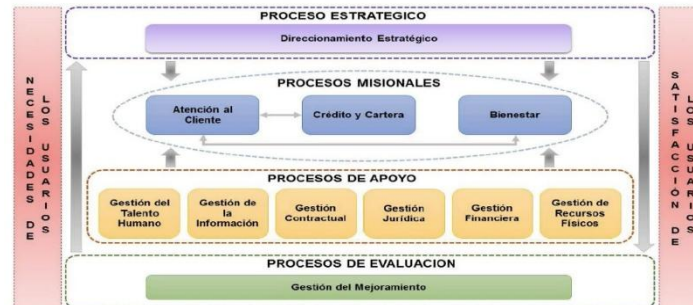 PROCESO ESTRATEGICO
Direccionamiento Estratégico
NECESIDADES DE
LOS USUARIOS
PROCESOS MISIONALES
Atención al
Cliente
Crédito y Cartera
Bienestar
PROCESOS DE APOYO
Gestión del
Talento
Humano
Gestión de
la
Información
Gestión
Contractual
Gestión
Jurídica
Gestión
Financiera
Gestión de
Recursos
Físicos
PROCESOS DE EVALUACION
Gestión del Mejoramiento
SATISFACCIÓN DE
LOS USUARIOS